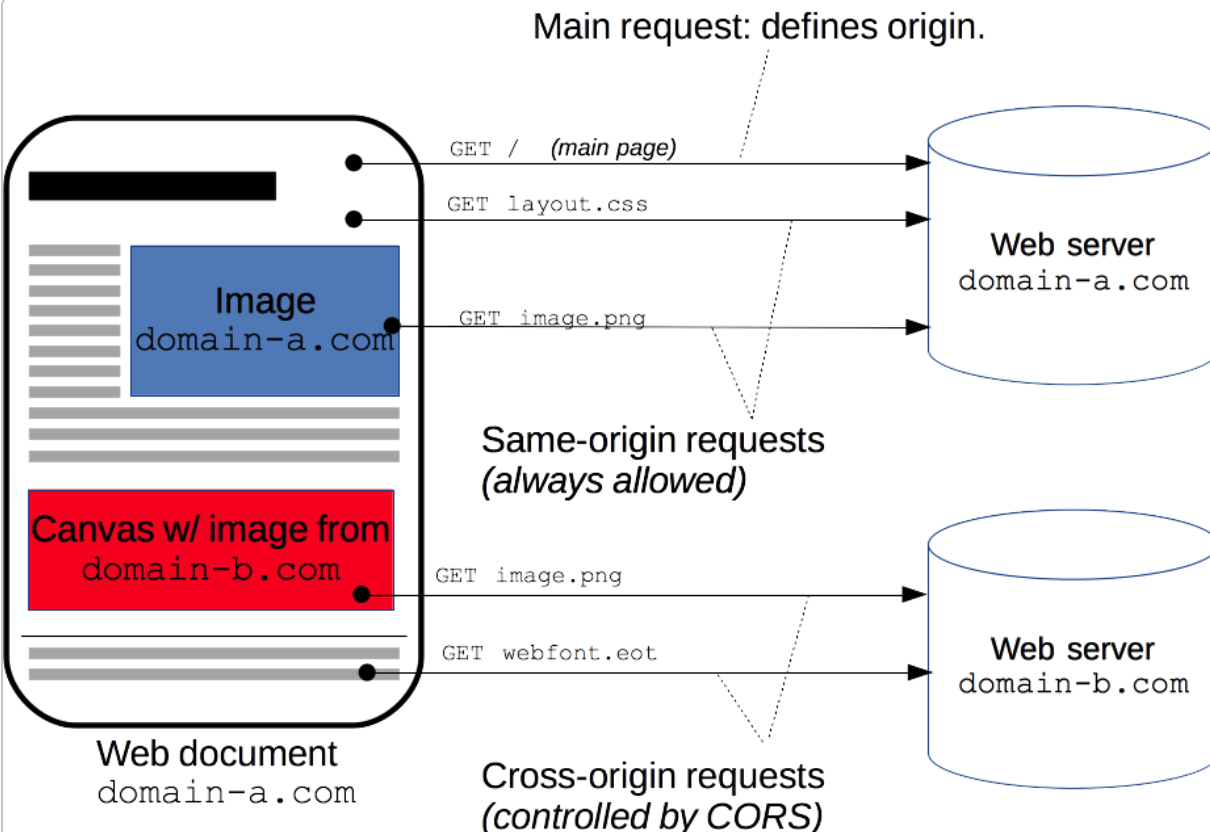 Main request: defines origin.
GET / (main page)
GET layout.css
Image
domain-a.com
GET image.png
Web server
domain-a.com
Same-origin requests
(always allowed)
Canvas w/ image from
domain-b.com
GET image.png
GET webfont.eot
Web server
domain-b.com
Web document
domain-a.com
Cross-origin requests
(controlled by CORS)